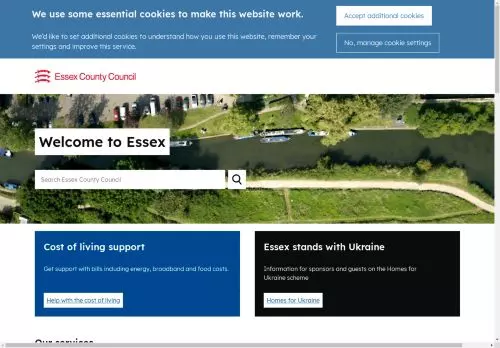 We use some essential cookies to make this website work.
We'd like to set additional cookies to understand how you use this website, remember your
settings and improve this service.
Accept additional cookies
No, manage cookie settings
Essex County Council
Welcome to Essex
Search Essex County Council
Cost of living support
Get support with bills including energy, broadband and food costs.
Help with the cost of living
Essex stands with Ukraine
Information for sponsors and guests on the Homes for
Ukraine scheme
Homes for Ukraine
Our services